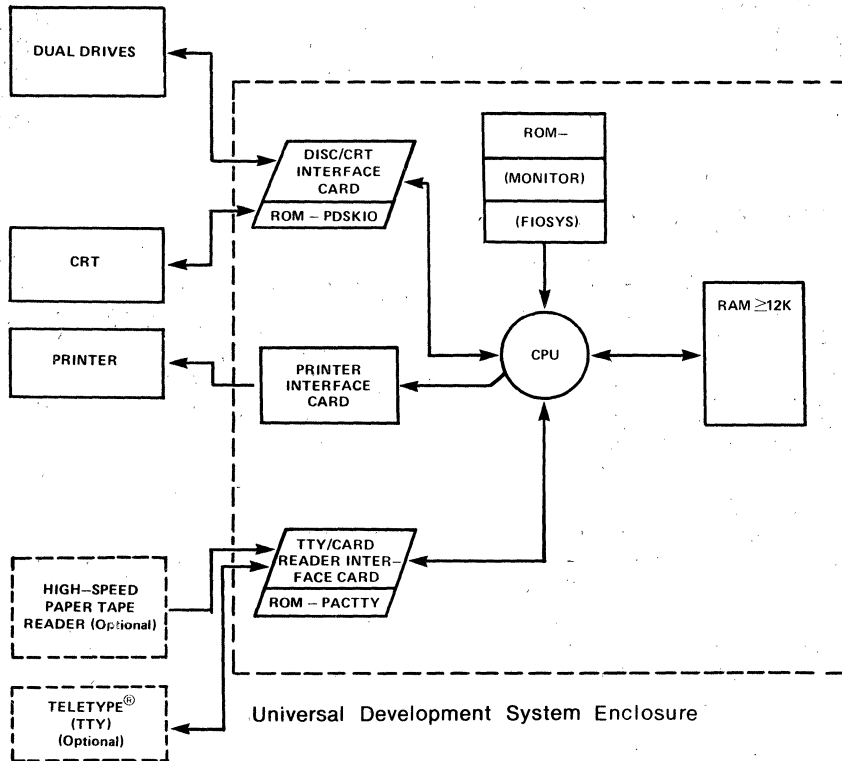 DUAL DRIVES
DISC/CRT
INTERFACE
CARD
ROM – PDSKIO
ROM–
(MONITOR)
(FIOSYS)
CRT
RAM ≥12K
CPU
PRINTER
PRINTER
INTERFACE
CARD
TTY/CARD
READER INTER–
FACE CARD
ROM – PACTTY
HIGH–SPEED
PAPER TAPE
READER (Optional)
TELETYPE®
(TTY)
(Optional)
Universal Development System Enclosure